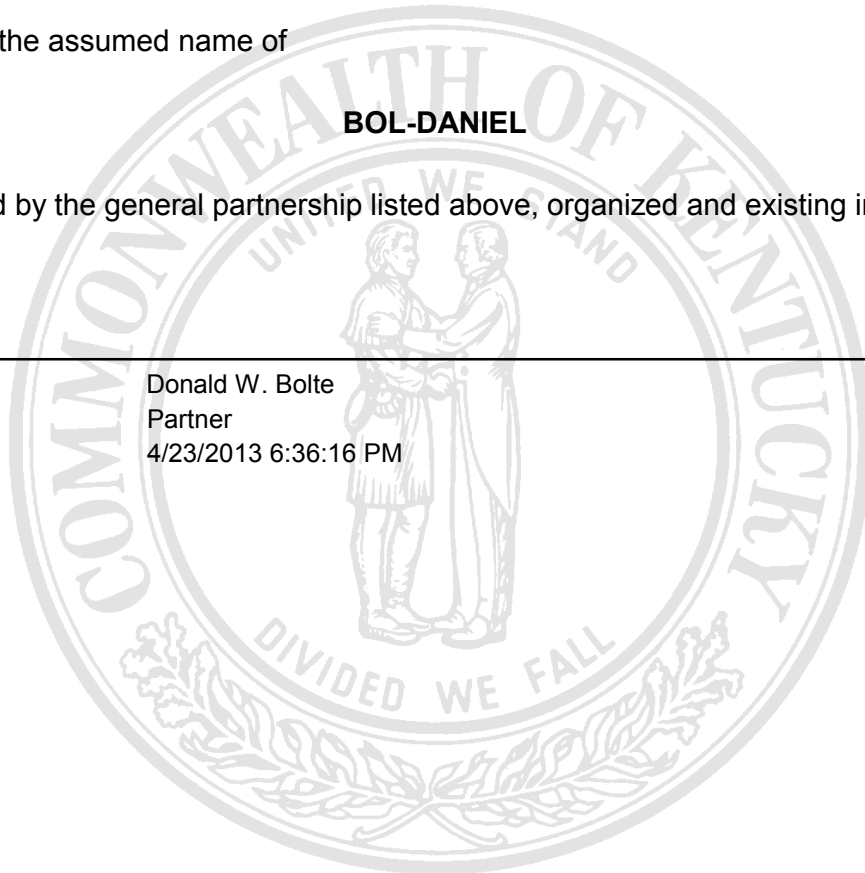 the assumed name of
BOL-DANIEL
by the general partnership listed above, organized and existing
Donald W. Bolte
Partner
4/23/2013 6:36:16 PM
COMMONWEALTH OF KENTUCKY
UNITED WE STAND
DIVIDED WE FALL